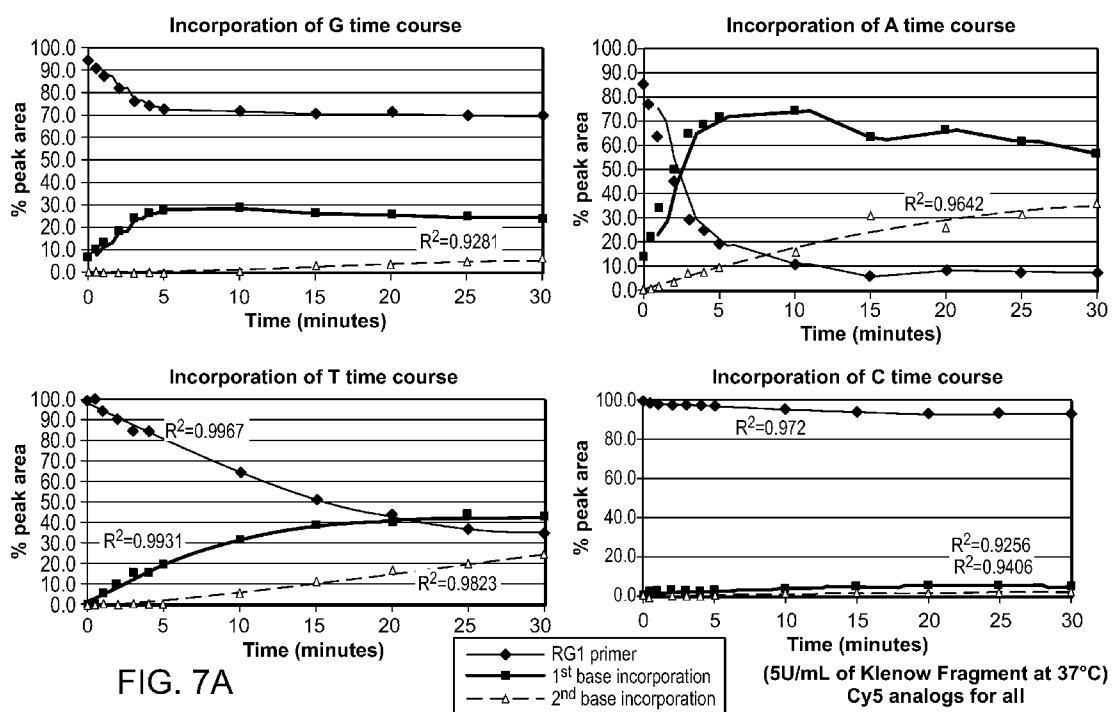 Incorporation of G time course
% peak area
100.0
90.0
80.0
70.0
60.0
50.0
40.0
30.0
20.0
10.0
0.0
R²=0.9281
0 5 10 15 20 25 30
Time (minutes)
Incorporation of A time course
% peak area
100.0
90.0
80.0
70.0
60.0
50.0
40.0
30.0
20.0
10.0
0.0
R²=0.9642
0 5 10 15 20 25 30
Time (minutes)
Incorporation of T time course
% peak area
100.0
90.0
80.0
70.0
60.0
50.0
40.0
30.0
20.0
10.0
0.0
R²=0.9967
R²=0.9931
R²=0.9823
0 5 10 15 20 25 30
Time (minutes)
Incorporation of C time course
% peak area
100.0
80.0
60.0
40.0
20.0
0.0
R²=0.972
R²=0.9256
R²=0.9406
0 5 10 15 20 25 30
Time (minutes)
FIG. 7A
RG1 primer
1st base incorporation
2nd base incorporation
(5U/mL of Klenow Fragment at 37°C)
Cy5 analogs for all